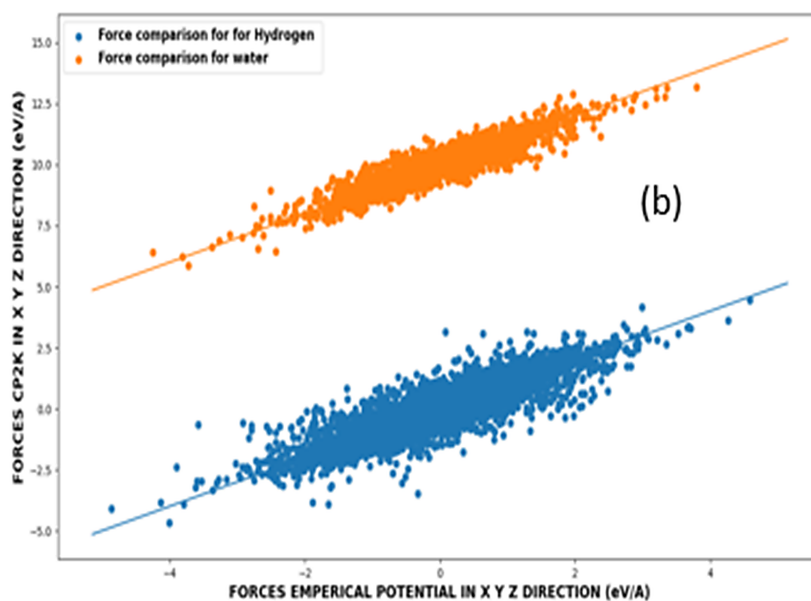 Force comparison for for Hydrogen
Force comparison for water
15.0
12.5
10.0
7.5
5.0
2.5
0.0
−2.5
−5.0
FORCES CP2K IN X Y Z DIRECTION (eV/A)
(b)
−4
−2
0
2
4
FORCES EMPERICAL POTENTIAL IN X Y Z DIRECTION (eV/A)